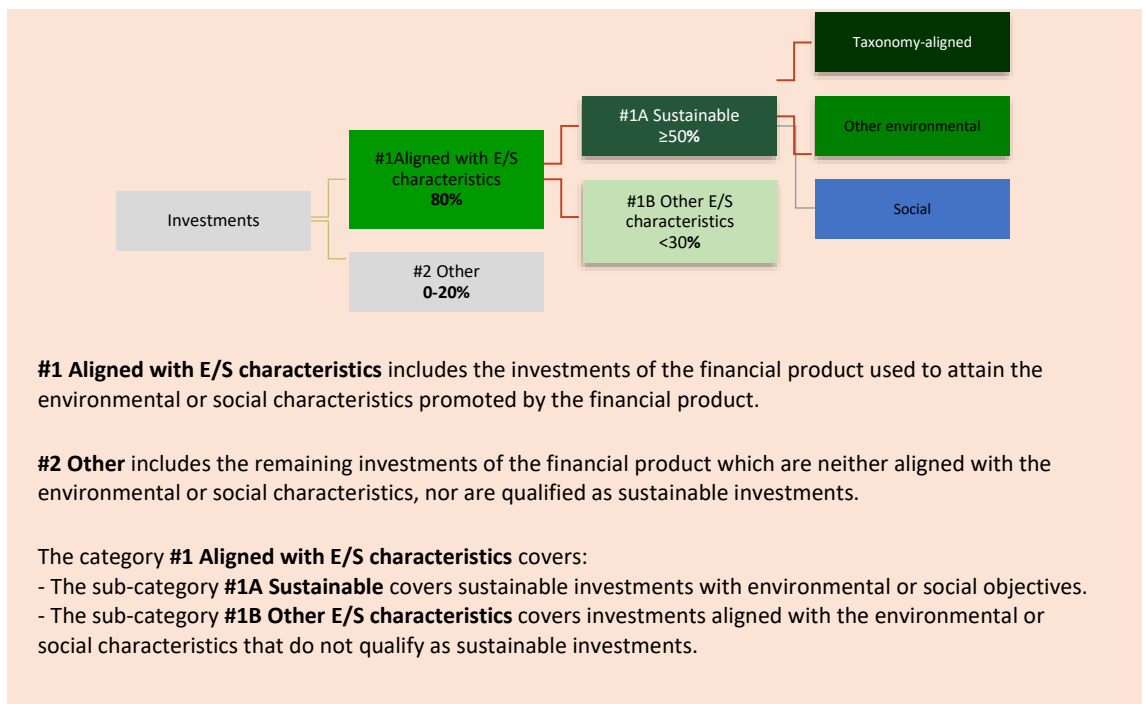 Taxonomy-aligned
#1A Sustainable
≥50%
Other environmental
#1Aligned with E/S
characteristics
80%
#1B Other E/S
characteristics
<30%
Social
Investments
#2 Other
0-20%
#1 Aligned with E/S characteristics includes the investments of the financial product used to attain the
environmental or social characteristics promoted by the financial product.
#2 Other includes the remaining investments of the financial product which are neither aligned with the
environmental or social characteristics, nor are qualified as sustainable investments.
The category #1 Aligned with E/S characteristics covers:
- The sub-category #1A Sustainable covers sustainable investments with environmental or social objectives.
- The sub-category #1B Other E/S characteristics covers investments aligned with the environmental or
social characteristics that do not qualify as sustainable investments.